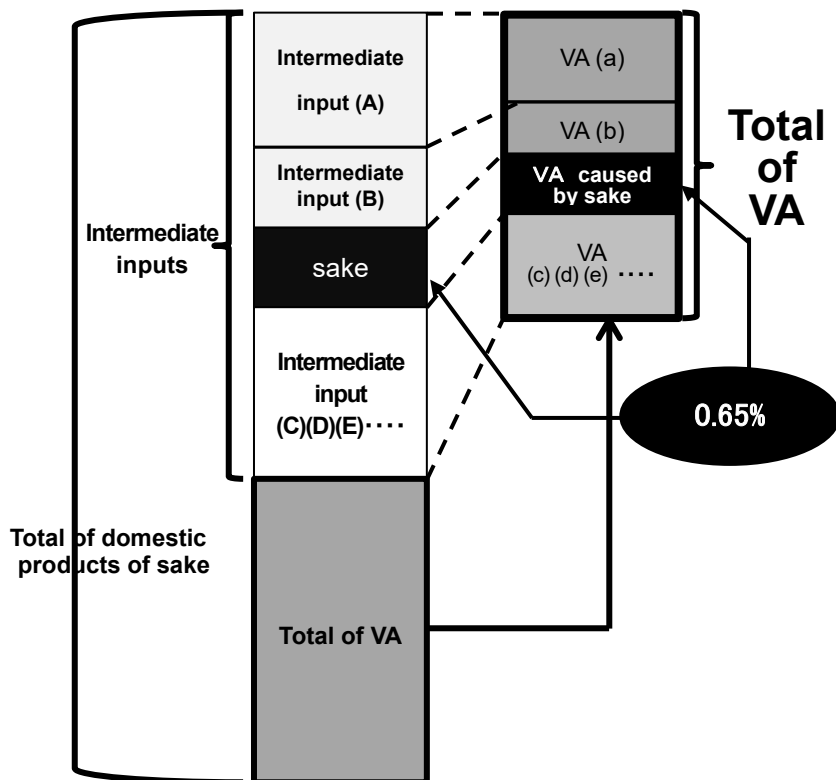 Intermediate
input (A)
Intermediate
input (B)
sake
Intermediate
input
(C)(D)(E)‥‥
Total of VA
Intermediate
inputs
Total of domestic
products of sake
VA (a)
VA (b)
VA caused
by sake
VA
(c) (d) (e) ‥‥
Total
of
VA
0.65%